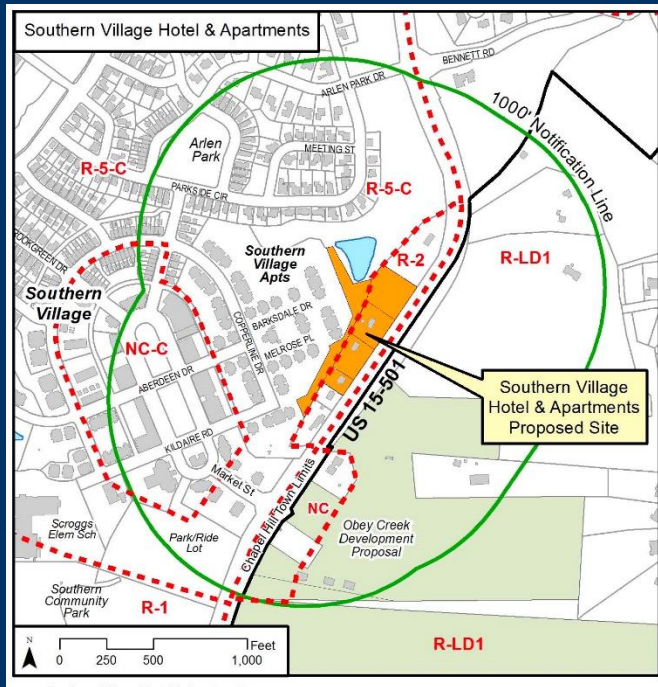 Southern Village Hotel & Apartments
BENNETT RD
ARLEN PARK DR
1000' Notification Line
Arlen
Park
MEETING ST
R-5-C
R-5-C
PARKSIDE CIR
R-2
R-LD1
Southern
Village
Apts
Southern
Village
BARKSDALE DR
COPPERLINE DR
MELROSE PL
NC-C
ABERDEEN DR
US 15-501
Southern Village
Hotel & Apartments
Proposed Site
KILDAIRE RD
Market St
Chapel Hill Town Limits
NC
Obey Creek
Development
Proposal
Scroggs
Elem Sch
Park/Ride
Lot
Southern
Community
Park
R-1
R-LD1
N
Feet
0 250 500 1,000